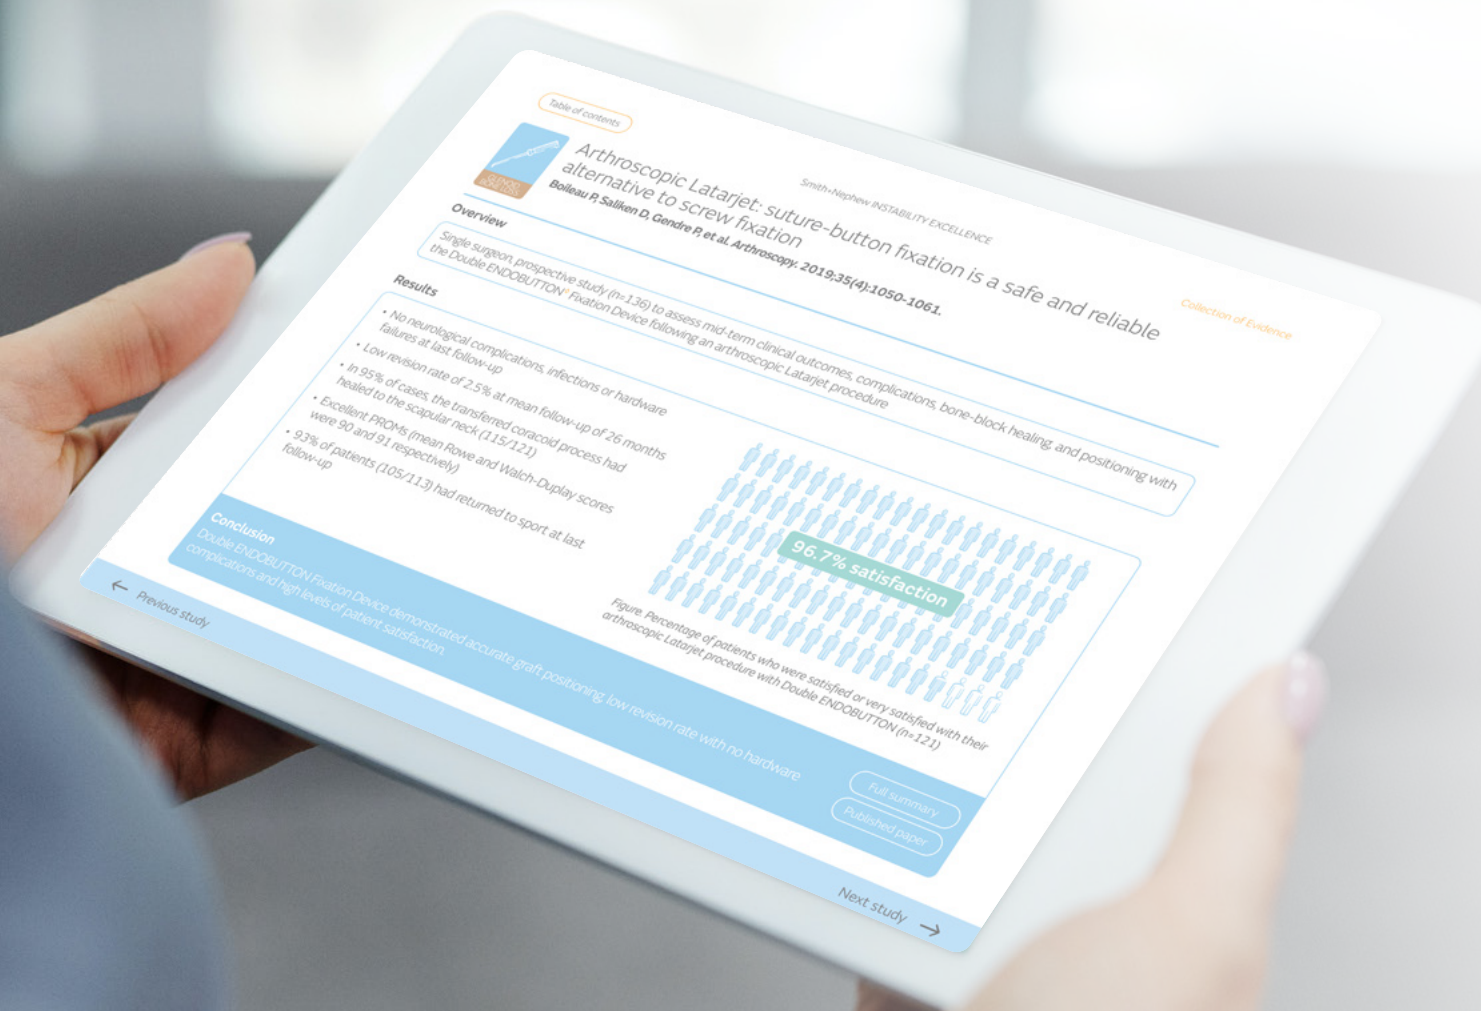 Table of contents
Smith+Nephew INSTABILITY EXCELLENCE
Collection of Evidence
GLENOID
BONE LOSS
Arthroscopic Latarjet: suture-button fixation is a safe and reliable
alternative to screw fixation
Boileau P, Saliken D, Gendre P, et al. Arthroscopy. 2019;35(4):1050-1061.
Overview
Single surgeon, prospective study (n=136) to assess mid-term clinical outcomes, complications, bone-block healing, and positioning with
the Double ENDOBUTTON° Fixation Device following an arthroscopic Latarjet procedure
Results
• No neurological complications, infections or hardware
failures at last follow-up
• Low revision rate of 2.5% at mean follow-up of 26 months
• In 95% of cases, the transferred coracoid process had
healed to the scapular neck (115/121)
• Excellent PROMs (mean Rowe and Walch-Duplay scores
were 90 and 91 respectively)
• 93% of patients (105/113) had returned to sport at last
follow-up
96.7% satisfaction
Figure. Percentage of patients who were satisfied or very satisfied with their
arthroscopic Latarjet procedure with Double ENDOBUTTON (n=121)
Conclusion
Double ENDOBUTTON Fixation Device demonstrated accurate graft positioning, low revision rate with no hardware
complications and high levels of patient satisfaction.
Full summary
Published paper
← Previous study
Next study →